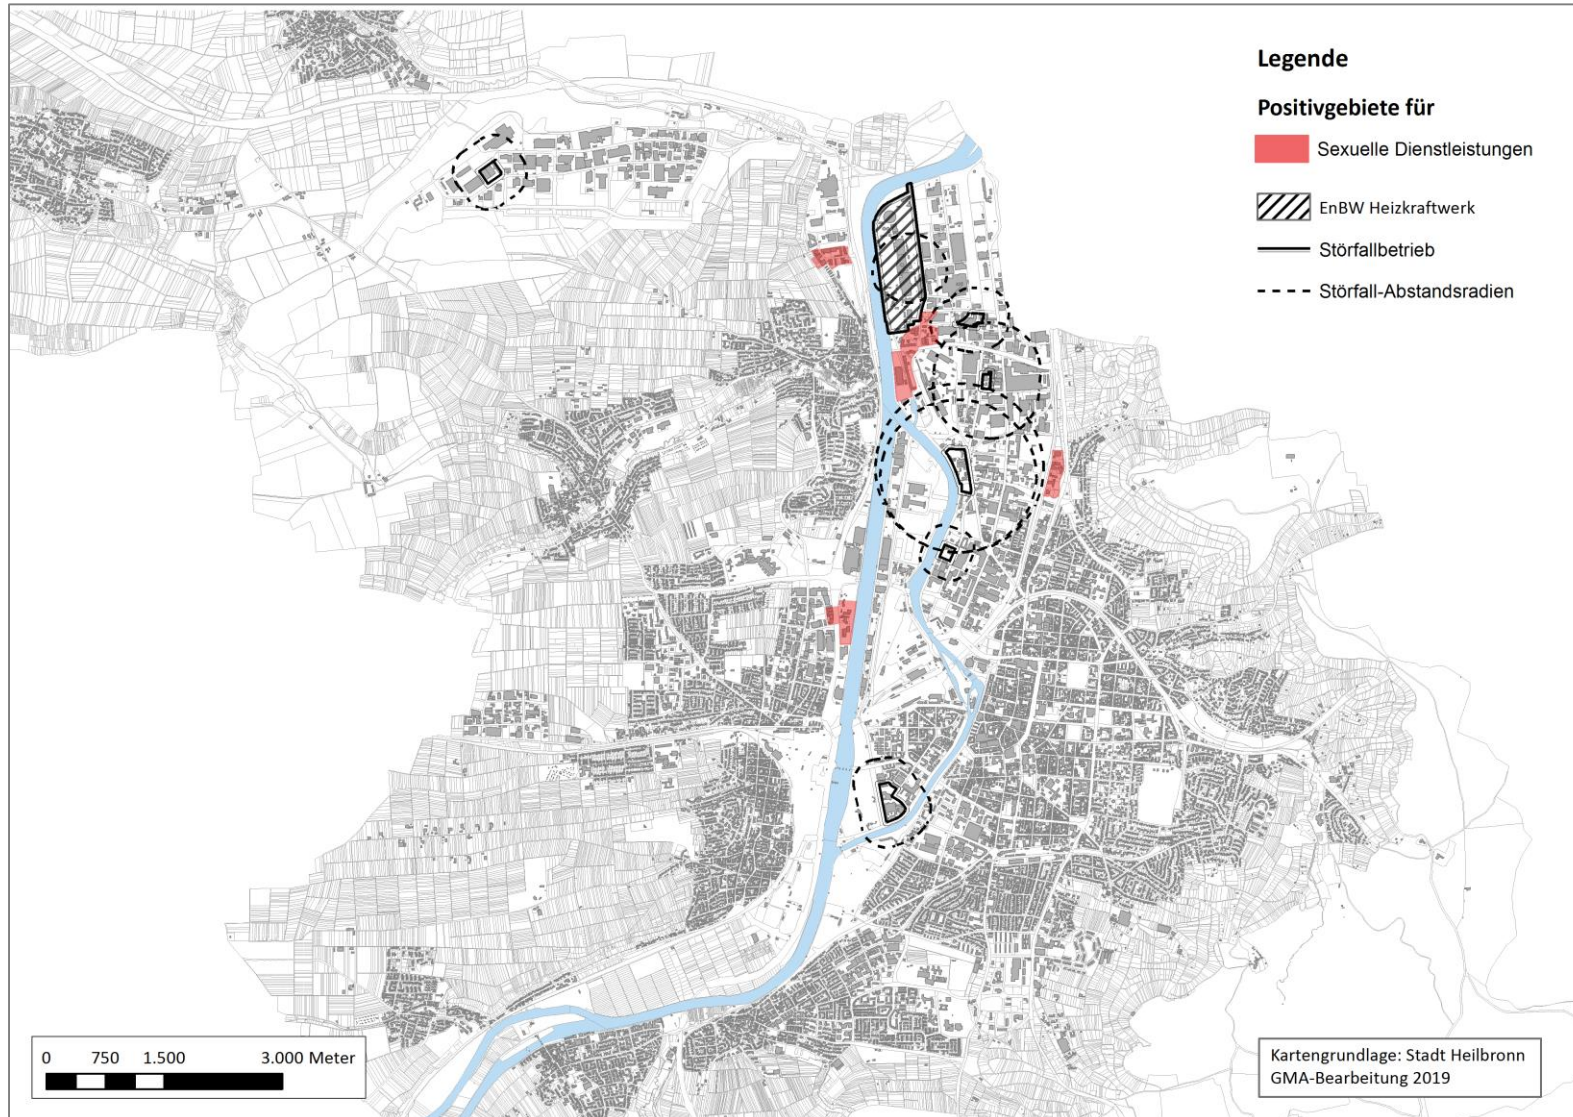 Legende
Positivgebiete für
Sexuelle Dienstleistungen
EnBW Heizkraftwerk
Störfallbetrieb
Störfall-Abstandsradien
0 750 1.500 3.000 Meter
Kartengrundlage: Stadt Heilbronn
GMA-Bearbeitung 2019